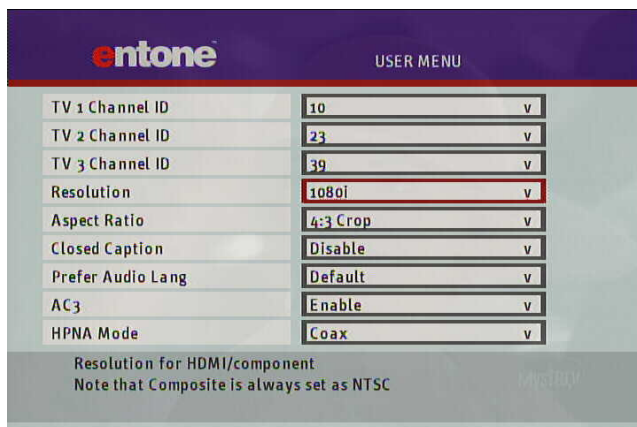 entone
USER MENU
TV 1 Channel ID 10 v
TV 2 Channel ID 23 v
TV 3 Channel ID 39 v
Resolution 1080i v
Aspect Ratio 4:3 Crop v
Closed Caption Disable v
Prefer Audio Lang Default v
AC3 Enable v
HPNA Mode Coax v
Resolution for HDMI/component
Note that Composite is always set as NTSC